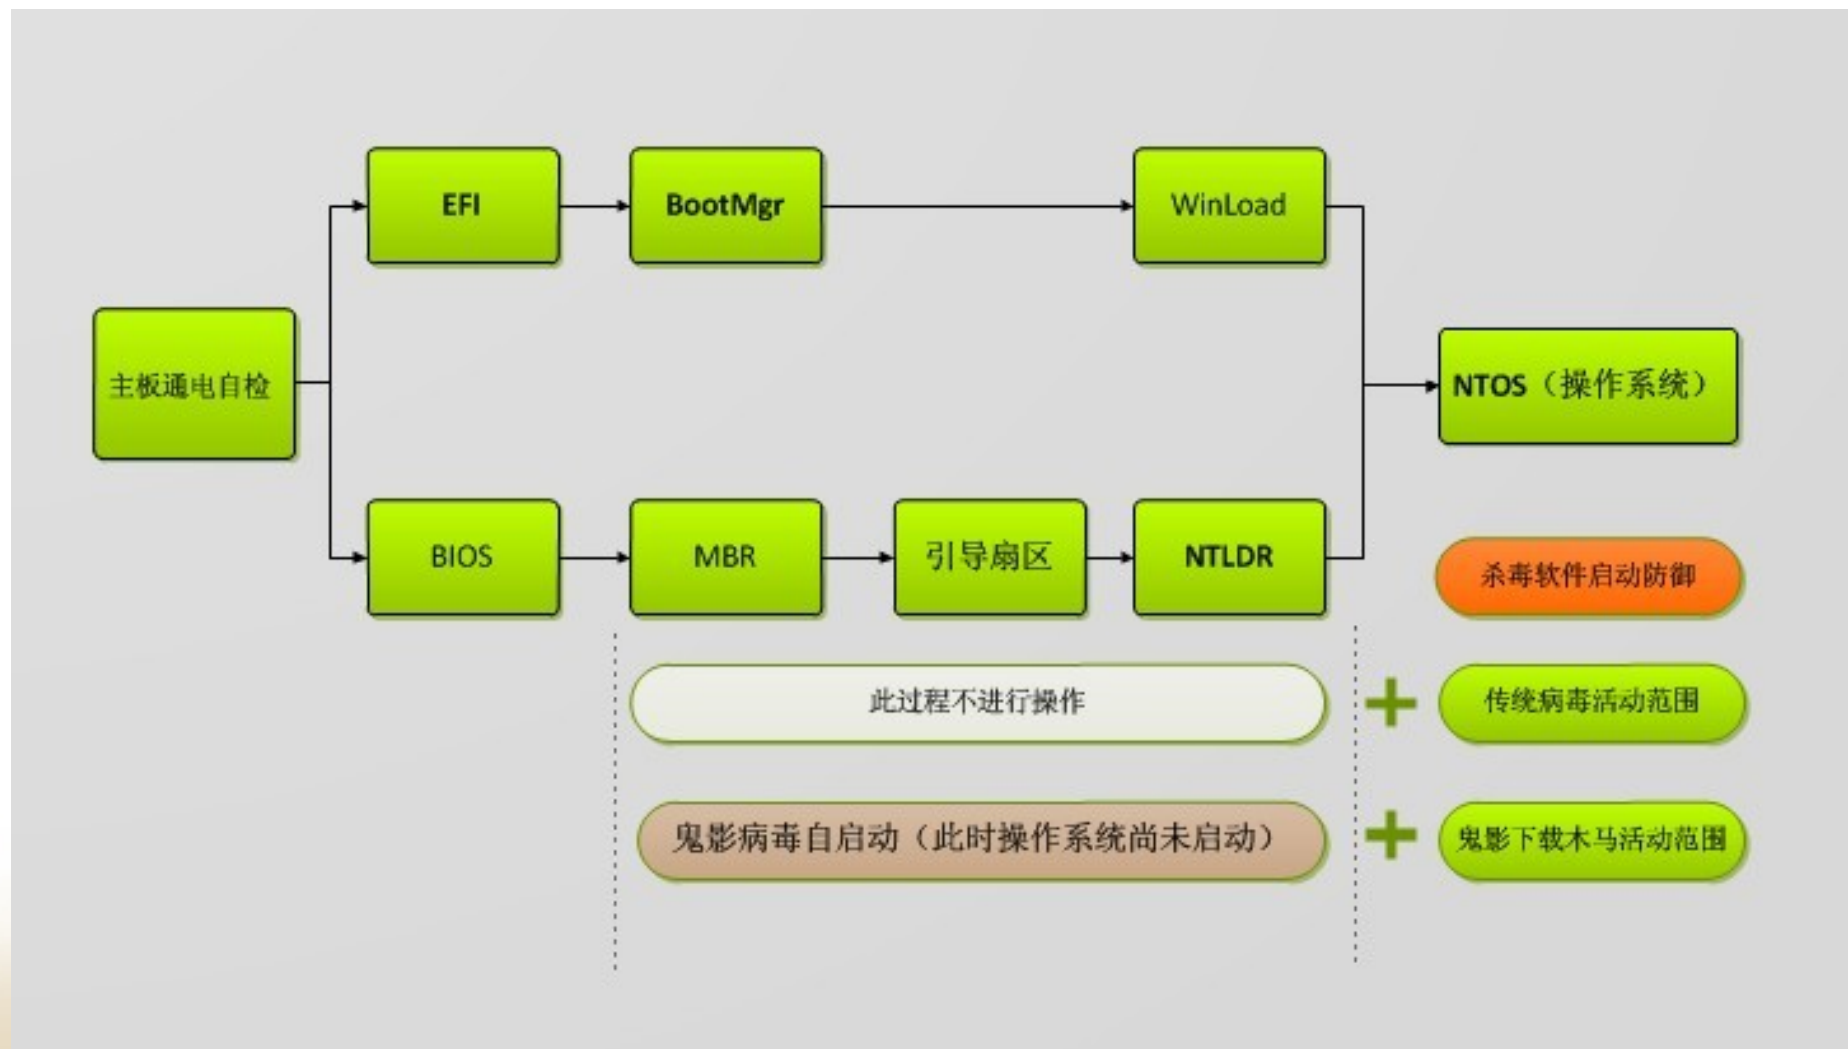 EFI
BootMgr
WinLoad
主板通电自检
NTOS（操作系统）
BIOS
MBR
引导扇区
NTLDR
杀毒软件启动防御
此过程不进行操作
传统病毒活动范围
鬼影病毒自启动（此时操作系统尚未启动）
鬼影下载木马活动范围